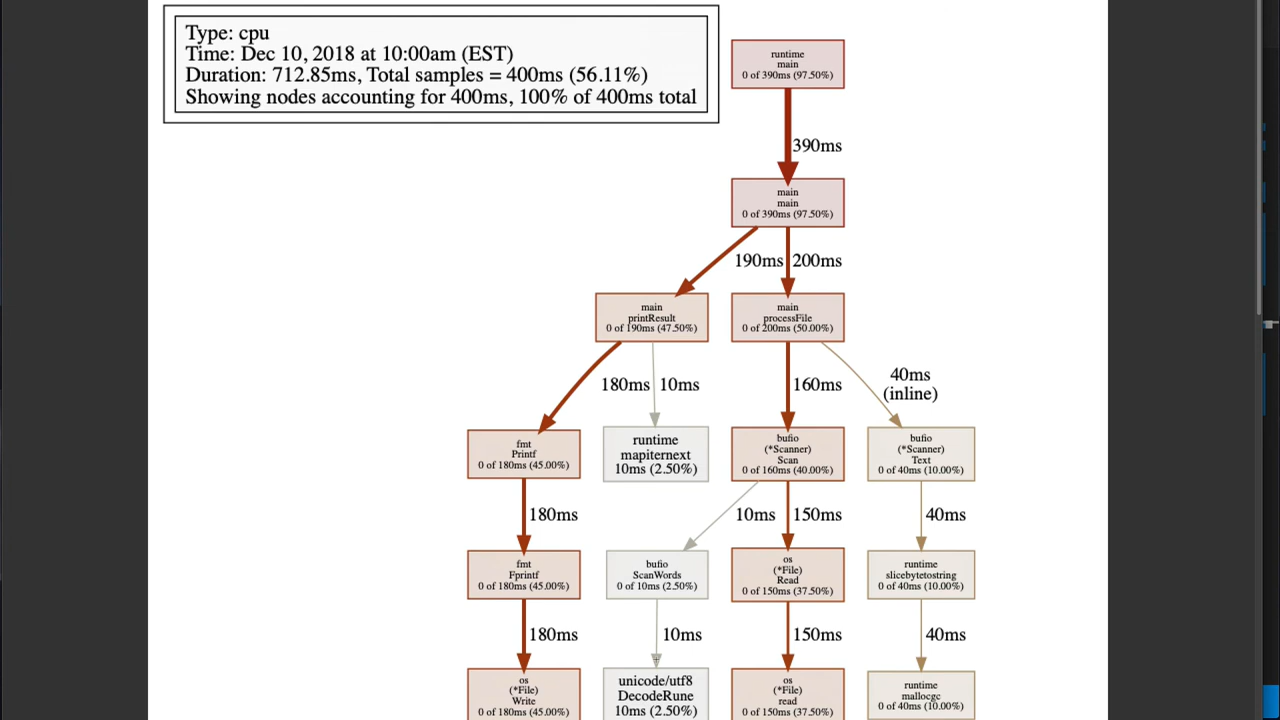 Type: cpu
Time: Dec 10, 2018 at 10:00am (EST)
Duration: 712.85ms, Total samples = 400ms (56.11%)
Showing nodes accounting for 400ms, 100% of 400ms total
runtime
main
0 of 390ms (97.50%)
390ms
main
main
0 of 390ms (97.50%)
190ms
200ms
main
printResult
0 of 190ms (47.50%)
main
processFile
0 of 200ms (50.00%)
180ms
10ms
160ms
40ms
(inline)
fmt
Printf
0 of 180ms (45.00%)
runtime
mapiternext
10ms (2.50%)
bufio
(*Scanner)
Scan
0 of 160ms (40.00%)
bufio
(*Scanner)
Text
0 of 40ms (10.00%)
180ms
10ms
150ms
40ms
fmt
Fprintf
0 of 180ms (45.00%)
bufio
ScanWords
0 of 10ms (2.50%)
os
(*File)
Read
0 of 150ms (37.50%)
runtime
slicebytetostring
0 of 40ms (10.00%)
180ms
10ms
150ms
40ms
os
(*File)
Write
0 of 180ms (45.00%)
unicode/utf8
DecodeRune
10ms (2.50%)
os
(*File)
read
0 of 150ms (37.50%)
runtime
mallocgc
0 of 40ms (10.00%)